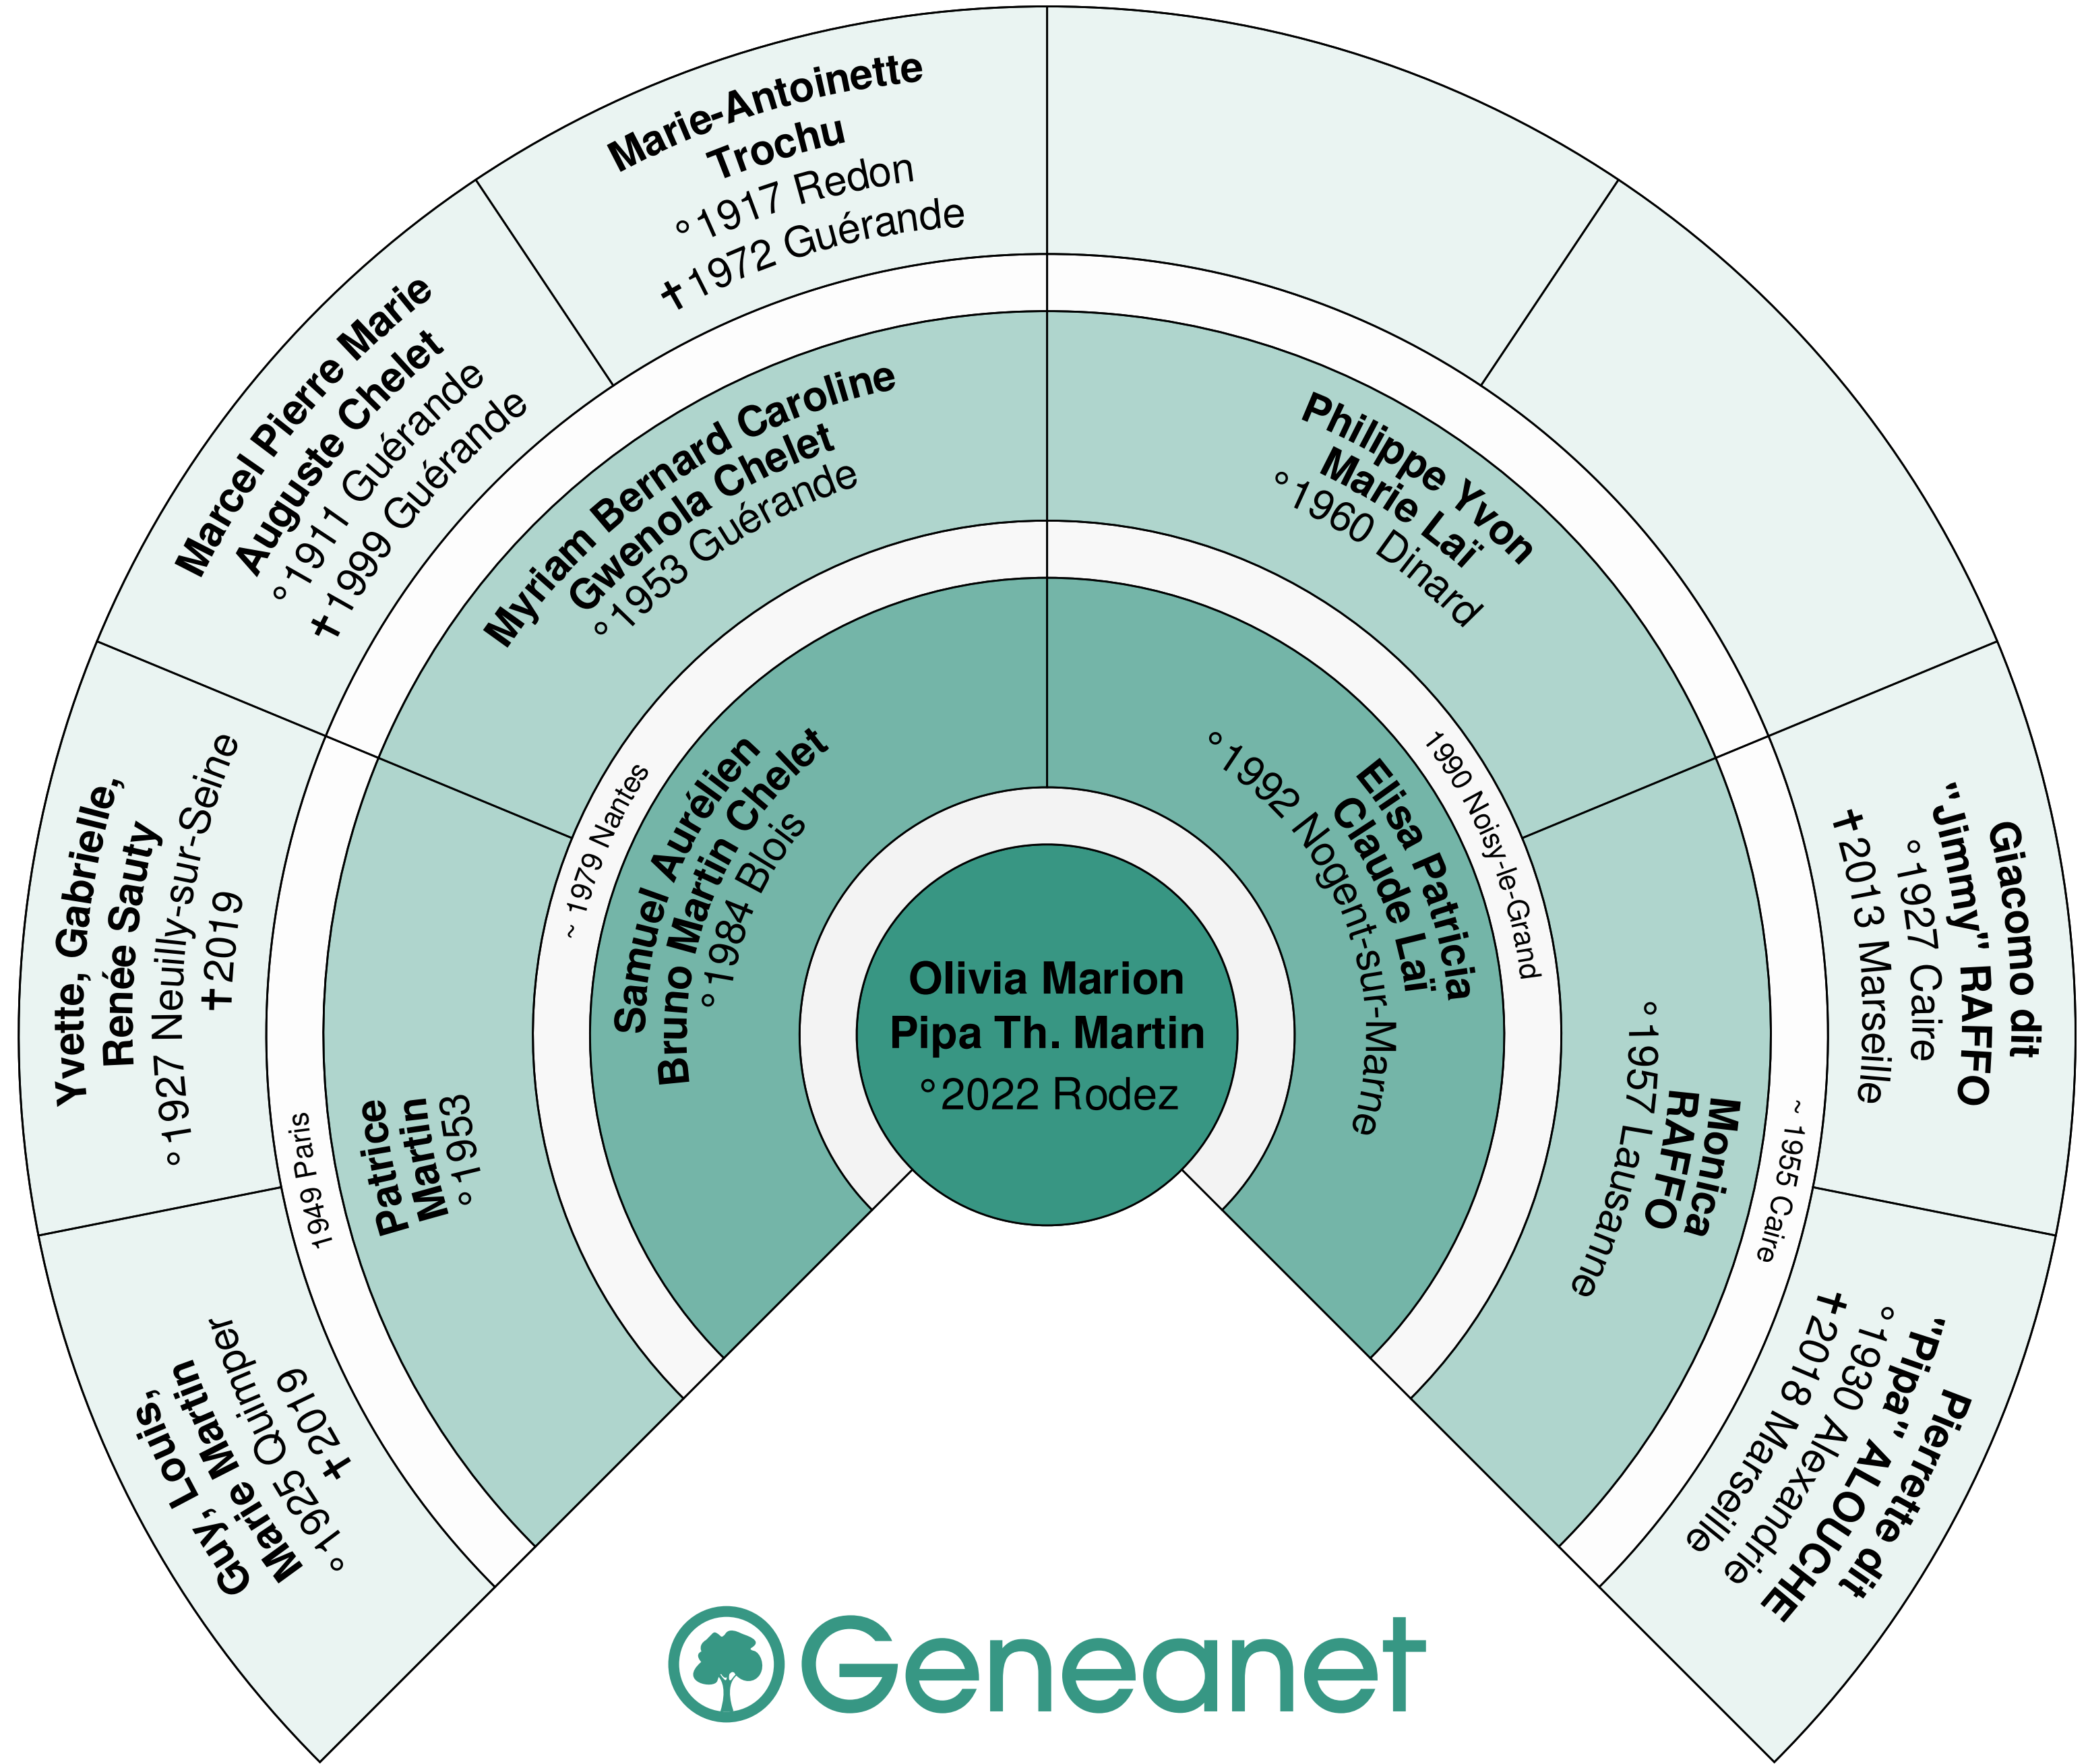 Olivia Marion
Pipa Th. Martin
°2022 Rodez
Samuel Aurélien
Bruno Martin Chelet
°1984 Blois
Elisa Patricia
Claude Laï
°1992 Nogent-sur-Marne
~ 1979 Nantes
1990 Noisy-le-Grand
Patrice
Martin
°1953
Myriam Bernard Caroline
Gwenola Chelet
°1953 Guérande
Philippe Yvon
Marie Laï
°1960 Dinard
Monica
RAFFO
°1957 Lausanne
1949 Paris
~ 1955 Caire
Guy, Louis,
Marie Martin
°1925 Quimper
✝2019
Yvette, Gabrielle,
Renée Sauty
°1927 Neuilly-sur-Seine
✝2019
Marcel Pierre Marie
Auguste Chelet
°1911 Guérande
✝1999 Guérande
Marie-Antoinette
Trochu
°1917 Redon
✝1972 Guérande
Giacomo dit
"Jimmy" RAFFO
°1927 Caire
✝2013 Marseille
Pierrette dit
"Pipa" ALOUCHE
°1930 Alexandrie
✝2018 Marseille
Geneanet